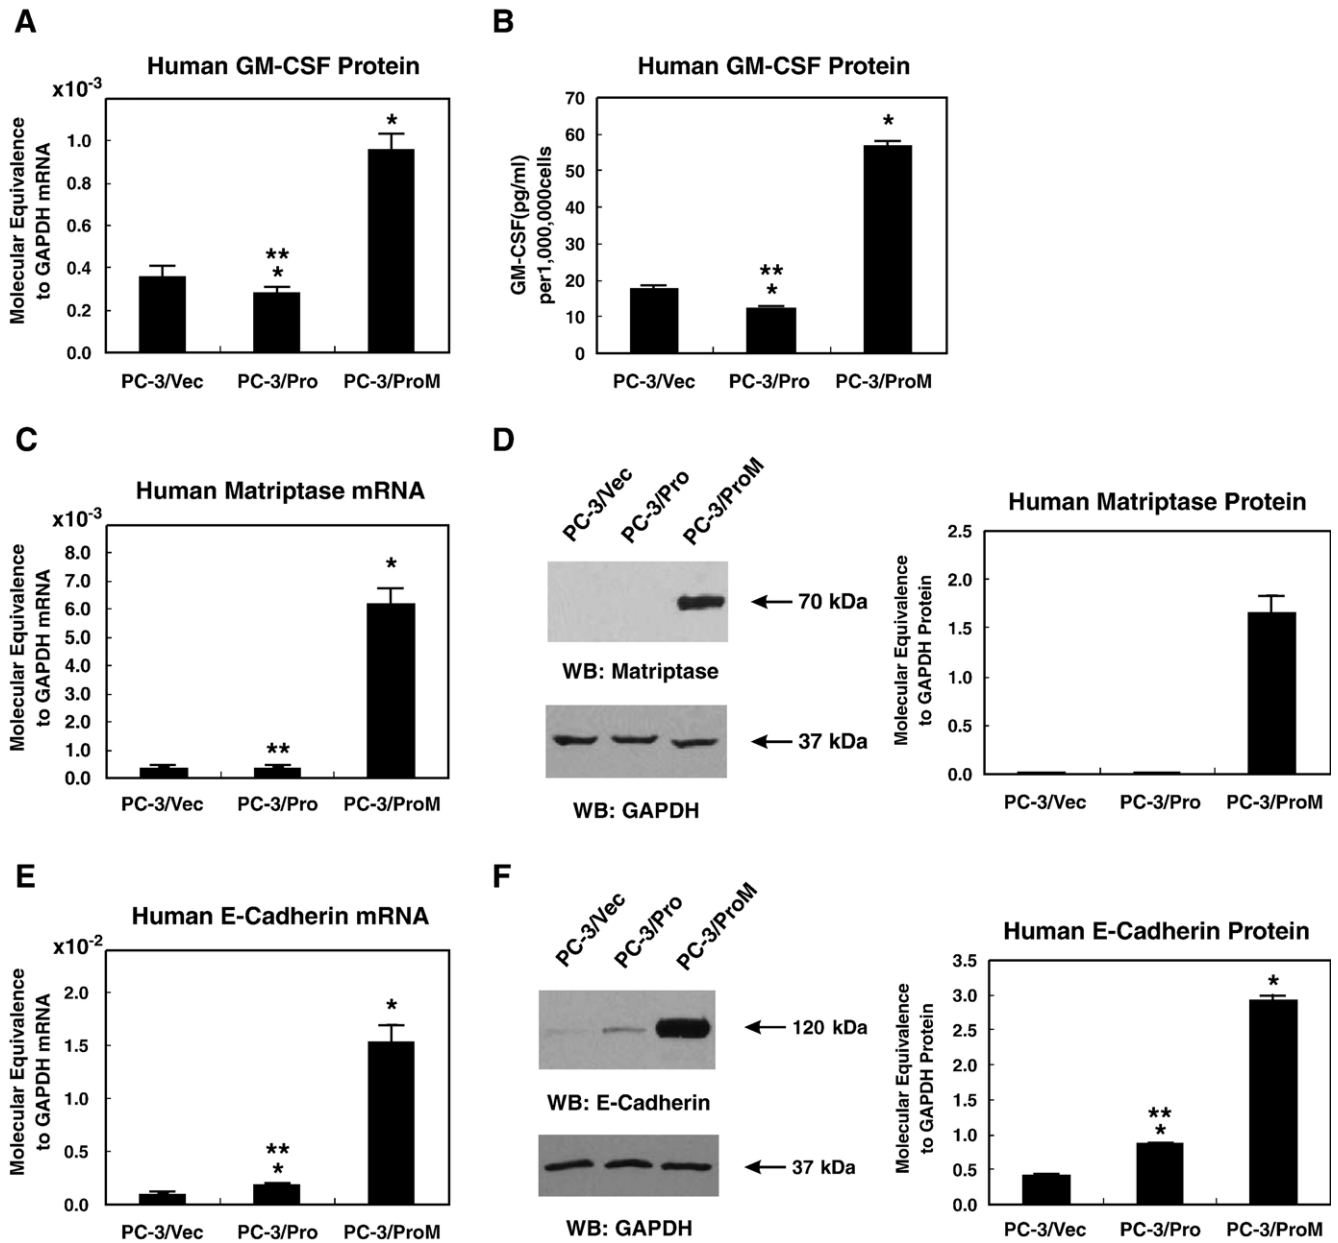 A
Human GM-CSF Protein
x10-3
Molecular Equivalence
to GAPDH mRNA
1.0
0.8
0.6
0.4
0.2
0.0
**
*
*
PC-3/Vec PC-3/Pro PC-3/ProM
B
Human GM-CSF Protein
GM-CSF(pg/ml)
per1,000,000cells
70
60
50
40
30
20
10
0
**
*
*
PC-3/Vec PC-3/Pro PC-3/ProM
C
Human Matriptase mRNA
x10-3
Molecular Equivalence
to GAPDH mRNA
8.0
7.0
6.0
5.0
4.0
3.0
2.0
1.0
0.0
**
*
PC-3/Vec PC-3/Pro PC-3/ProM
D
PC-3/Vec
PC-3/Pro
PC-3/ProM
70 kDa
WB: Matriptase
37 kDa
WB: GAPDH
Human Matriptase Protein
Molecular Equivalence
to GAPDH Protein
2.5
2.0
1.5
1.0
0.5
0.0
PC-3/Vec PC-3/Pro PC-3/ProM
E
Human E-Cadherin mRNA
x10-2
Molecular Equivalence
to GAPDH mRNA
2.0
1.5
1.0
0.5
0.0
**
*
*
PC-3/Vec PC-3/Pro PC-3/ProM
F
PC-3/Vec
PC-3/Pro
PC-3/ProM
120 kDa
WB: E-Cadherin
37 kDa
WB: GAPDH
Human E-Cadherin Protein
Molecular Equivalence
to GAPDH Protein
3.5
3.0
2.5
2.0
1.5
1.0
0.5
0.0
**
*
*
PC-3/Vec PC-3/Pro PC-3/ProM